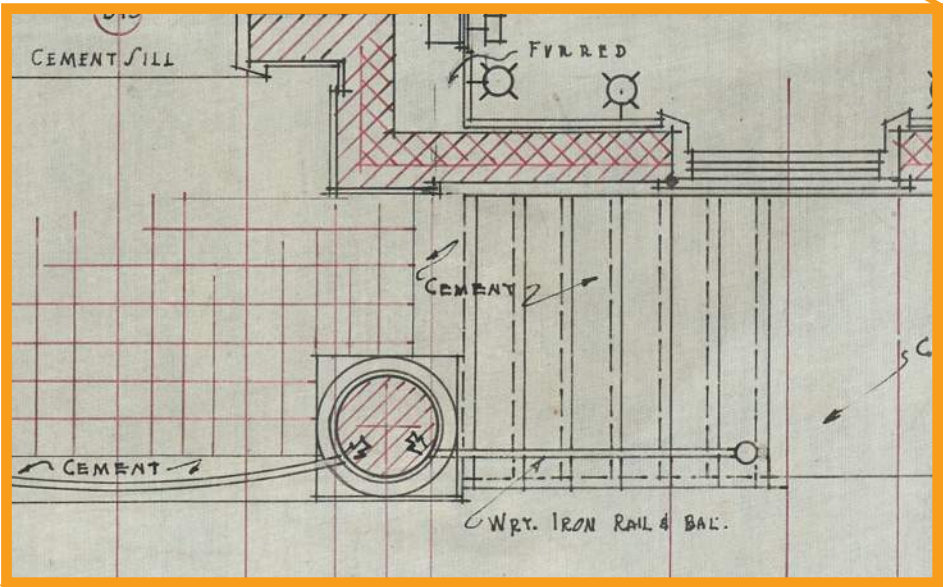 CEMENT SILL
FURRED
CEMENT
CEMENT
WRT. IRON RAIL & BAL.